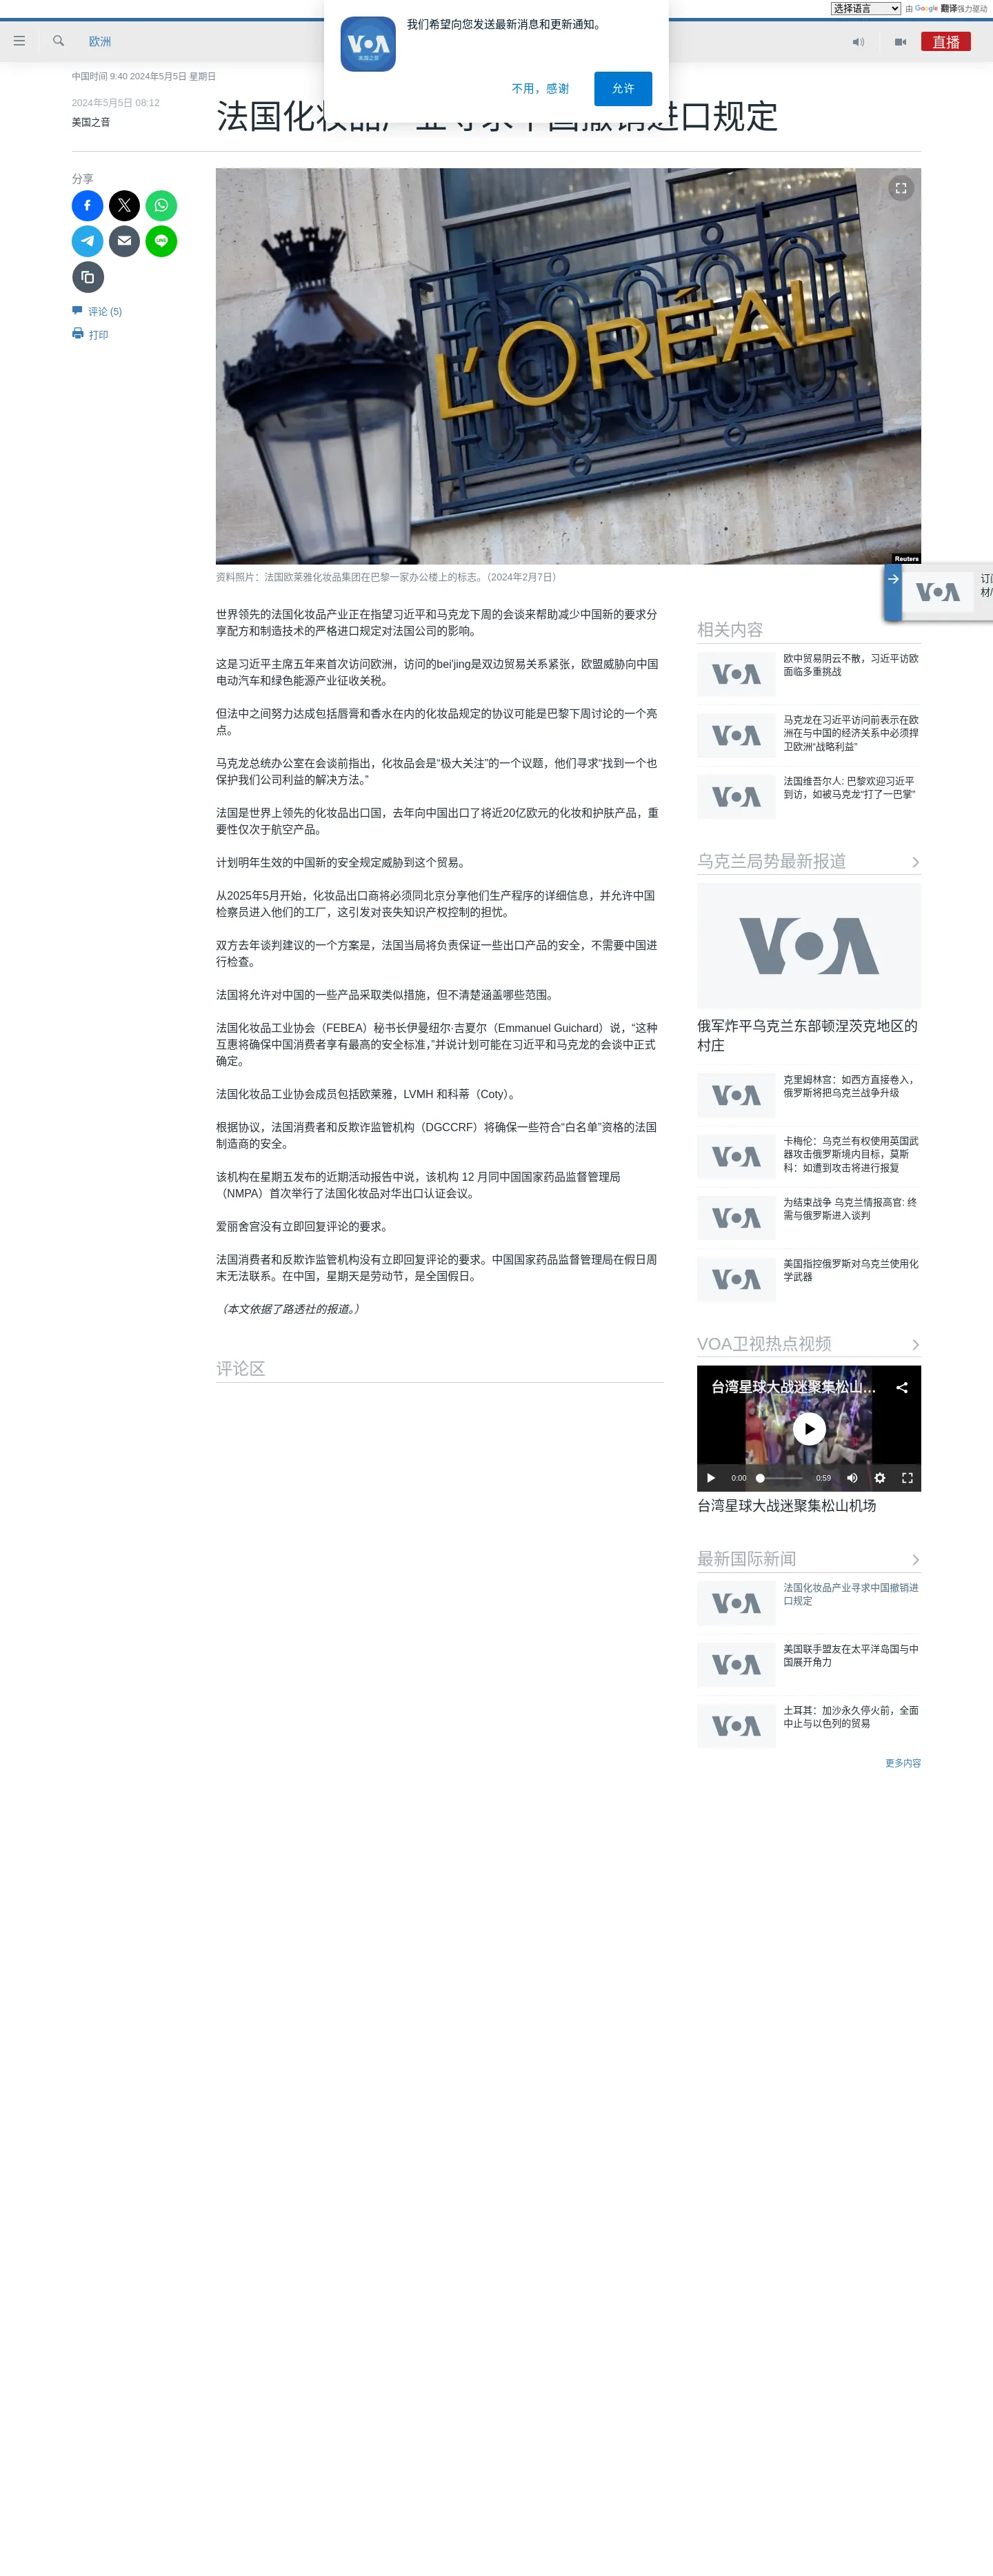 选择语言 由 Google 翻译强力驱动
我们希望向您发送最新消息和更新通知。
VOA
美国之音
不用，感谢
允许
欧洲
直播
中国时间 9:40 2024年5月5日 星期日
2024年5月5日 08:12
美国之音
法国化妆品产业寻求中国撤销进口规定
分享
评论 (5)
打印
L'ORÉAL
Reuters
资料照片：法国欧莱雅化妆品集团在巴黎一家办公楼上的标志。（2024年2月7日）
世界领先的法国化妆品产业正在指望习近平和马克龙下周的会谈来帮助减少中国新的要求分
享配方和制造技术的严格进口规定对法国公司的影响。
这是习近平主席五年来首次访问欧洲，访问的bei'jing是双边贸易关系紧张，欧盟威胁向中国
电动汽车和绿色能源产业征收关税。
但法中之间努力达成包括唇膏和香水在内的化妆品规定的协议可能是巴黎下周讨论的一个亮
点。
马克龙总统办公室在会谈前指出，化妆品会是“极大关注”的一个议题，他们寻求“找到一个也
保护我们公司利益的解决方法。”
法国是世界上领先的化妆品出口国，去年向中国出口了将近20亿欧元的化妆和护肤产品，重
要性仅次于航空产品。
计划明年生效的中国新的安全规定威胁到这个贸易。
从2025年5月开始，化妆品出口商将必须同北京分享他们生产程序的详细信息，并允许中国
检察员进入他们的工厂，这引发对丧失知识产权控制的担忧。
双方去年谈判建议的一个方案是，法国当局将负责保证一些出口产品的安全，不需要中国进
行检查。
法国将允许对中国的一些产品采取类似措施，但不清楚涵盖哪些范围。
法国化妆品工业协会（FEBEA）秘书长伊曼纽尔·吉夏尔（Emmanuel Guichard）说，“这种
互惠将确保中国消费者享有最高的安全标准，”并说计划可能在习近平和马克龙的会谈中正式
确定。
法国化妆品工业协会成员包括欧莱雅，LVMH 和科蒂（Coty）。
根据协议，法国消费者和反欺诈监管机构（DGCCRF）将确保一些符合“白名单”资格的法国
制造商的安全。
该机构在星期五发布的近期活动报告中说，该机构 12 月同中国国家药品监督管理局
（NMPA）首次举行了法国化妆品对华出口认证会议。
爱丽舍宫没有立即回复评论的要求。
法国消费者和反欺诈监管机构没有立即回复评论的要求。中国国家药品监督管理局在假日周
末无法联系。在中国，星期天是劳动节，是全国假日。
（本文依据了路透社的报道。）
评论区
订阅
材/
VOA
相关内容
VOA
欧中贸易阴云不散，习近平访欧
面临多重挑战
VOA
马克龙在习近平访问前表示在欧
洲在与中国的经济关系中必须捍
卫欧洲“战略利益”
VOA
法国维吾尔人: 巴黎欢迎习近平
到访，如被马克龙“打了一巴掌”
乌克兰局势最新报道
VOA
俄军炸平乌克兰东部顿涅茨克地区的
村庄
VOA
克里姆林宫：如西方直接卷入，
俄罗斯将把乌克兰战争升级
VOA
卡梅伦：乌克兰有权使用英国武
器攻击俄罗斯境内目标，莫斯
科：如遭到攻击将进行报复
VOA
为结束战争 乌克兰情报高官: 终
需与俄罗斯进入谈判
VOA
美国指控俄罗斯对乌克兰使用化
学武器
VOA卫视热点视频
台湾星球大战迷聚集松山…
VOA
0:00
0:59
台湾星球大战迷聚集松山机场
最新国际新闻
VOA
法国化妆品产业寻求中国撤销进
口规定
VOA
美国联手盟友在太平洋岛国与中
国展开角力
VOA
土耳其：加沙永久停火前，全面
中止与以色列的贸易
更多内容